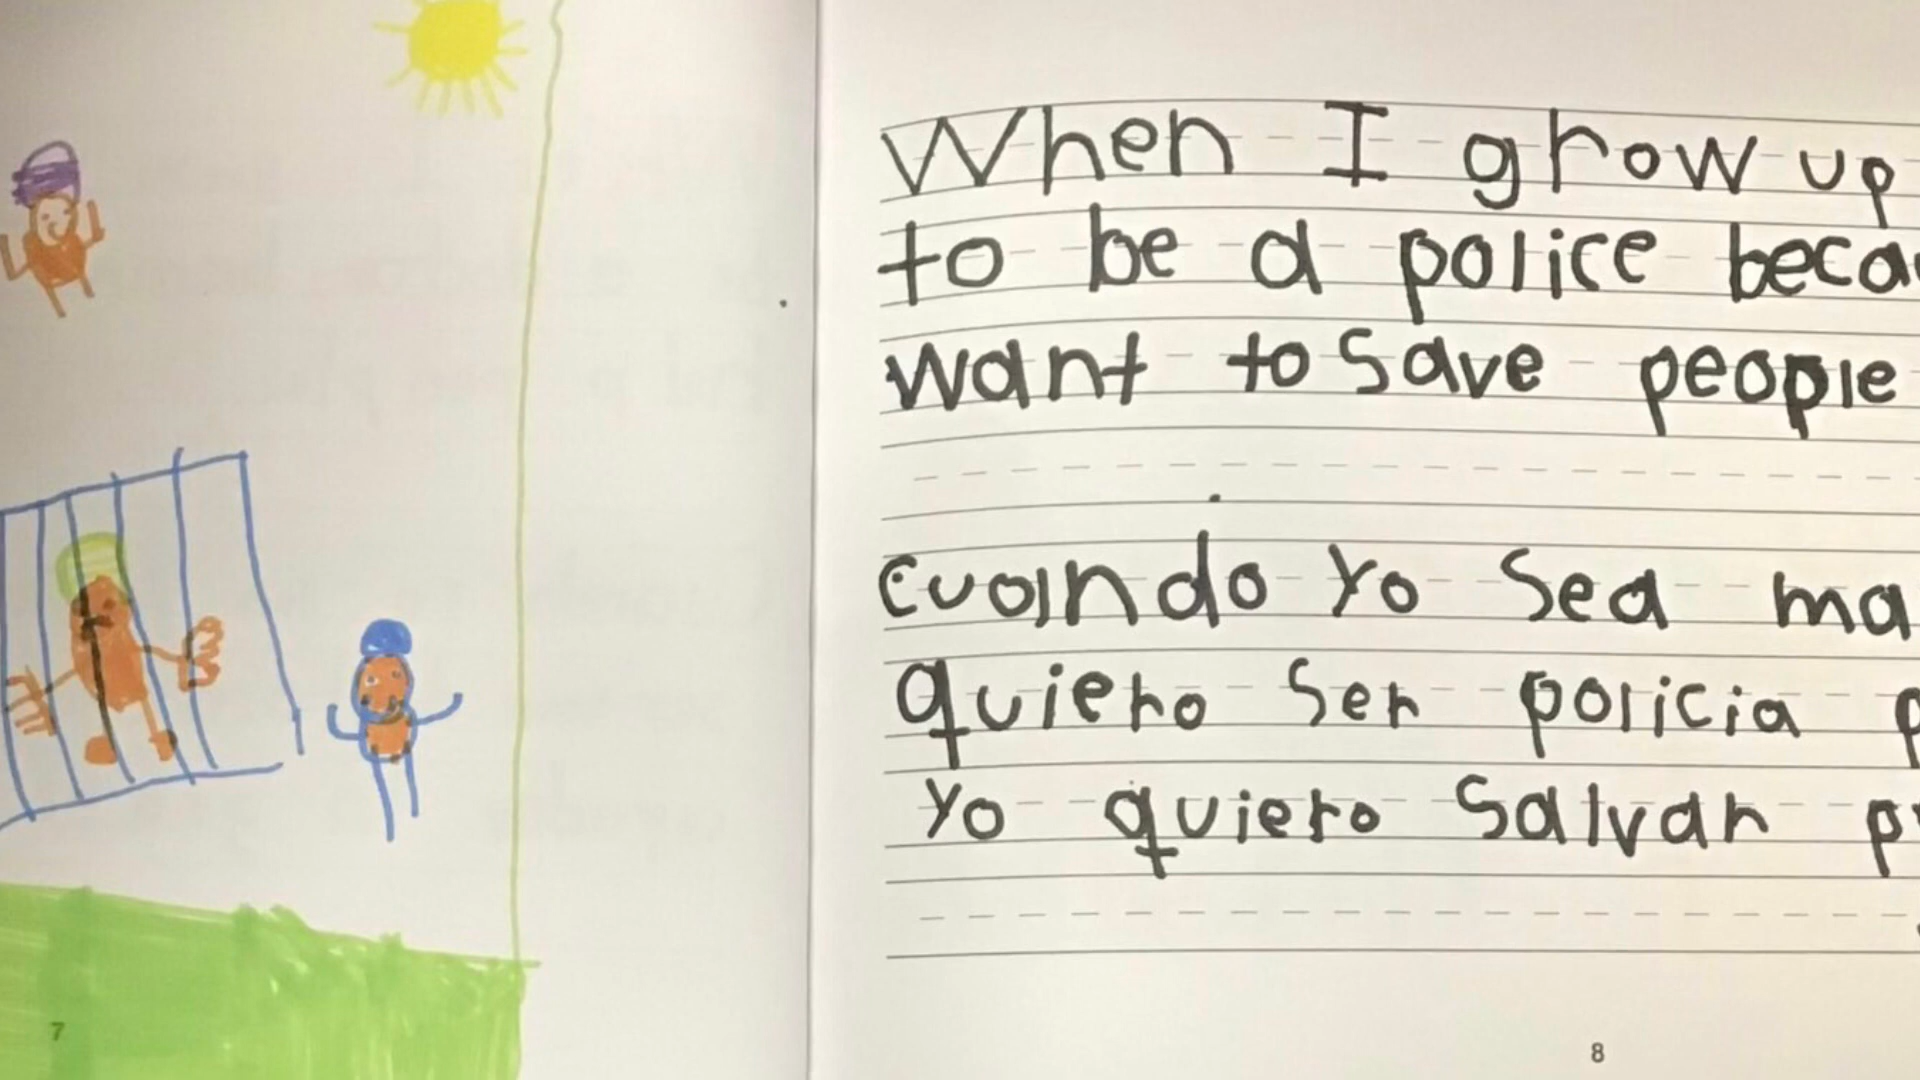 When I grow up
to be a police beca
want to save people
cuando yo sea ma
quiero ser policia p
yo quiero salvar p
7
8